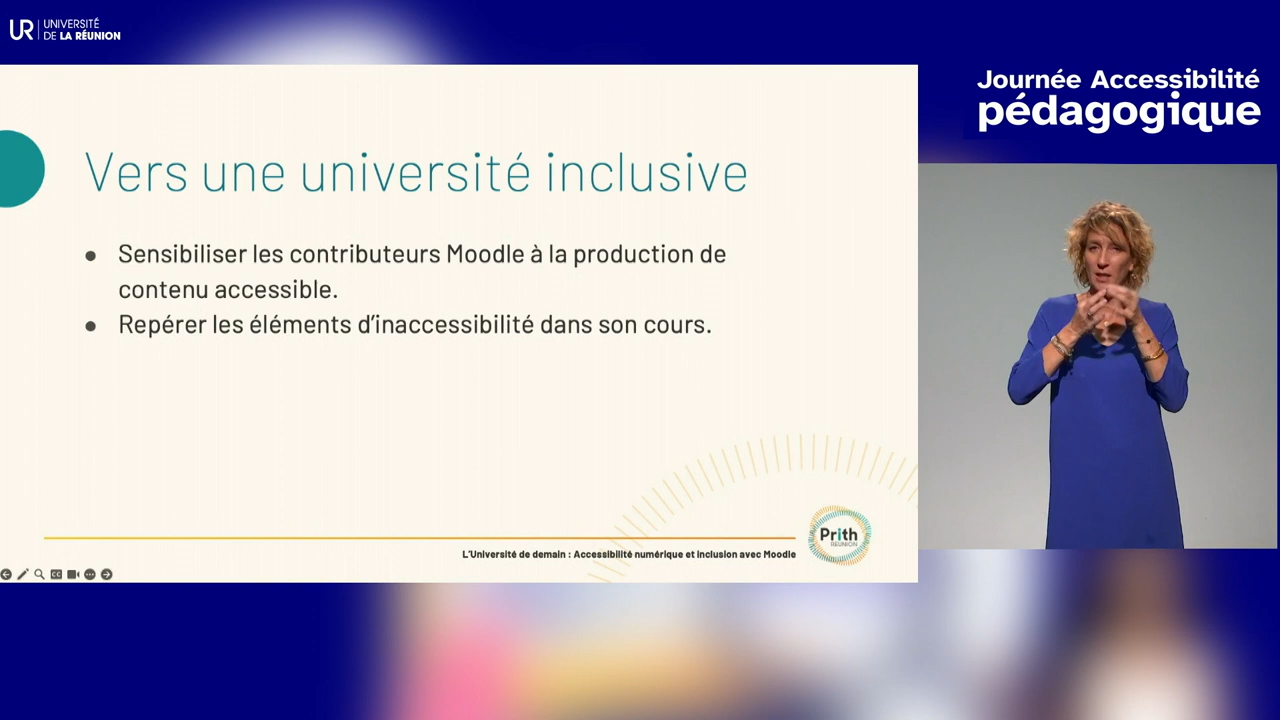 UR
UNIVERSITÉ
DE LA RÉUNION
Journée Accessibilité
pédagogique
Vers une université inclusive
● Sensibiliser les contributeurs Moodle à la production de
contenu accessible.
● Repérer les éléments d’inaccessibilité dans son cours.
Prith
RÉUNION
L'Université de demain : Accessibilité numérique et inclusion avec Moodle
CC